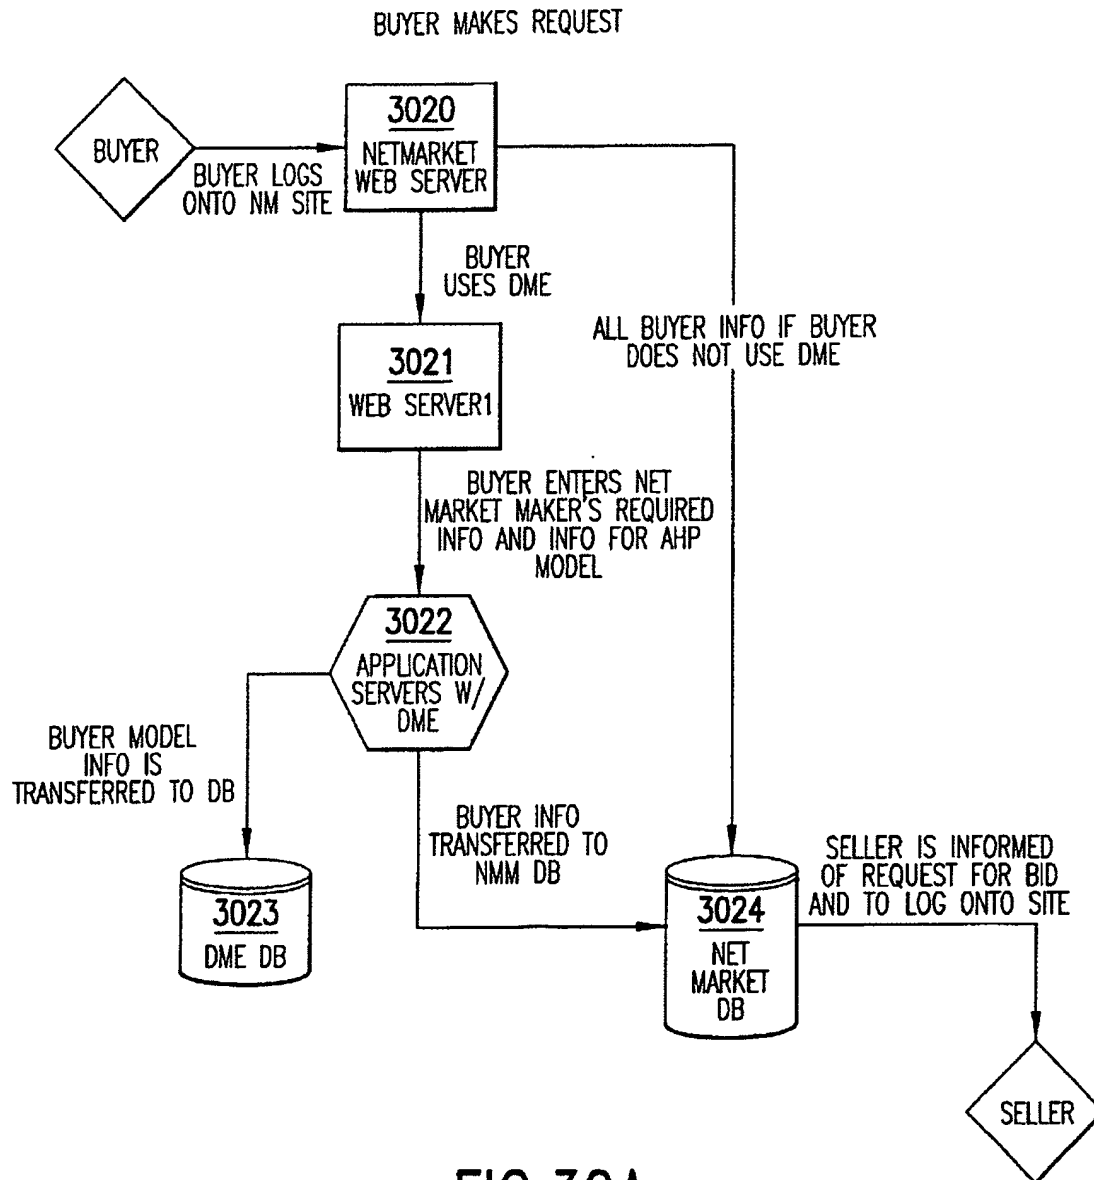 BUYER MAKES REQUEST
BUYER
BUYER LOGS
ONTO NM SITE
3020
NETMARKET
WEB SERVER
BUYER
USES DME
ALL BUYER INFO IF BUYER
DOES NOT USE DME
3021
WEB SERVER1
BUYER ENTERS NET
MARKET MAKER'S REQUIRED
INFO AND INFO FOR AHP
MODEL
3022
APPLICATION
SERVERS W/
DME
BUYER MODEL
INFO IS
TRANSFERRED TO DB
BUYER INFO
TRANSFERRED TO
NMM DB
3023
DME DB
3024
NET
MARKET
DB
SELLER IS INFORMED
OF REQUEST FOR BID
AND TO LOG ONTO SITE
SELLER
FIG.30A